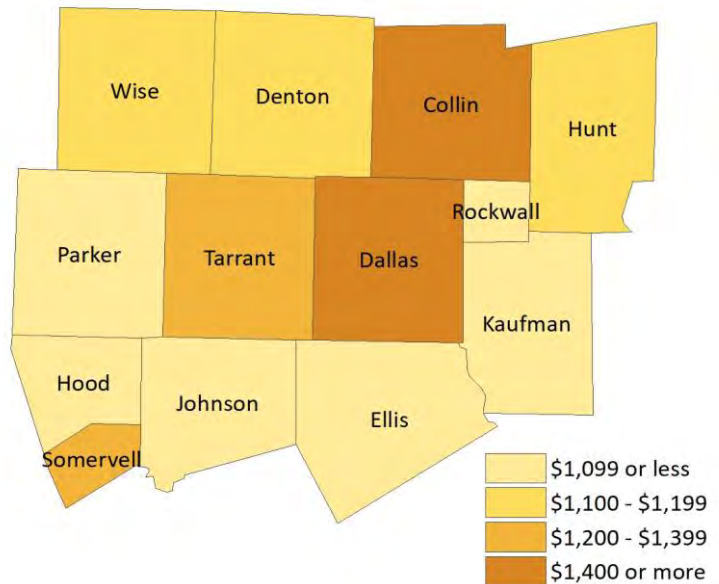 Wise
Denton
Collin
Hunt
Rockwall
Parker
Tarrant
Dallas
Kaufman
Hood
Johnson
Ellis
Somervell
$1,099 or less
$1,100 - $1,199
$1,200 - $1,399
$1,400 or more